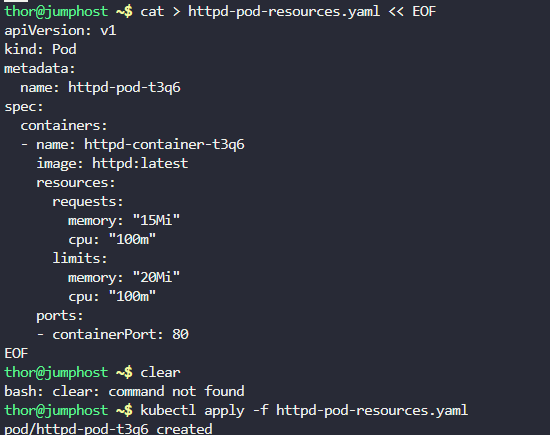 thor@jumphost ~$ cat > httpd-pod-resources.yaml << EOF
apiVersion: v1
kind: Pod
metadata:
  name: httpd-pod-t3q6
spec:
  containers:
  - name: httpd-container-t3q6
    image: httpd:latest
    resources:
      requests:
        memory: "15Mi"
        cpu: "100m"
      limits:
        memory: "20Mi"
        cpu: "100m"
    ports:
    - containerPort: 80
EOF
thor@jumphost ~$ clear
bash: clear: command not found
thor@jumphost ~$ kubectl apply -f httpd-pod-resources.yaml
pod/httpd-pod-t3q6 created